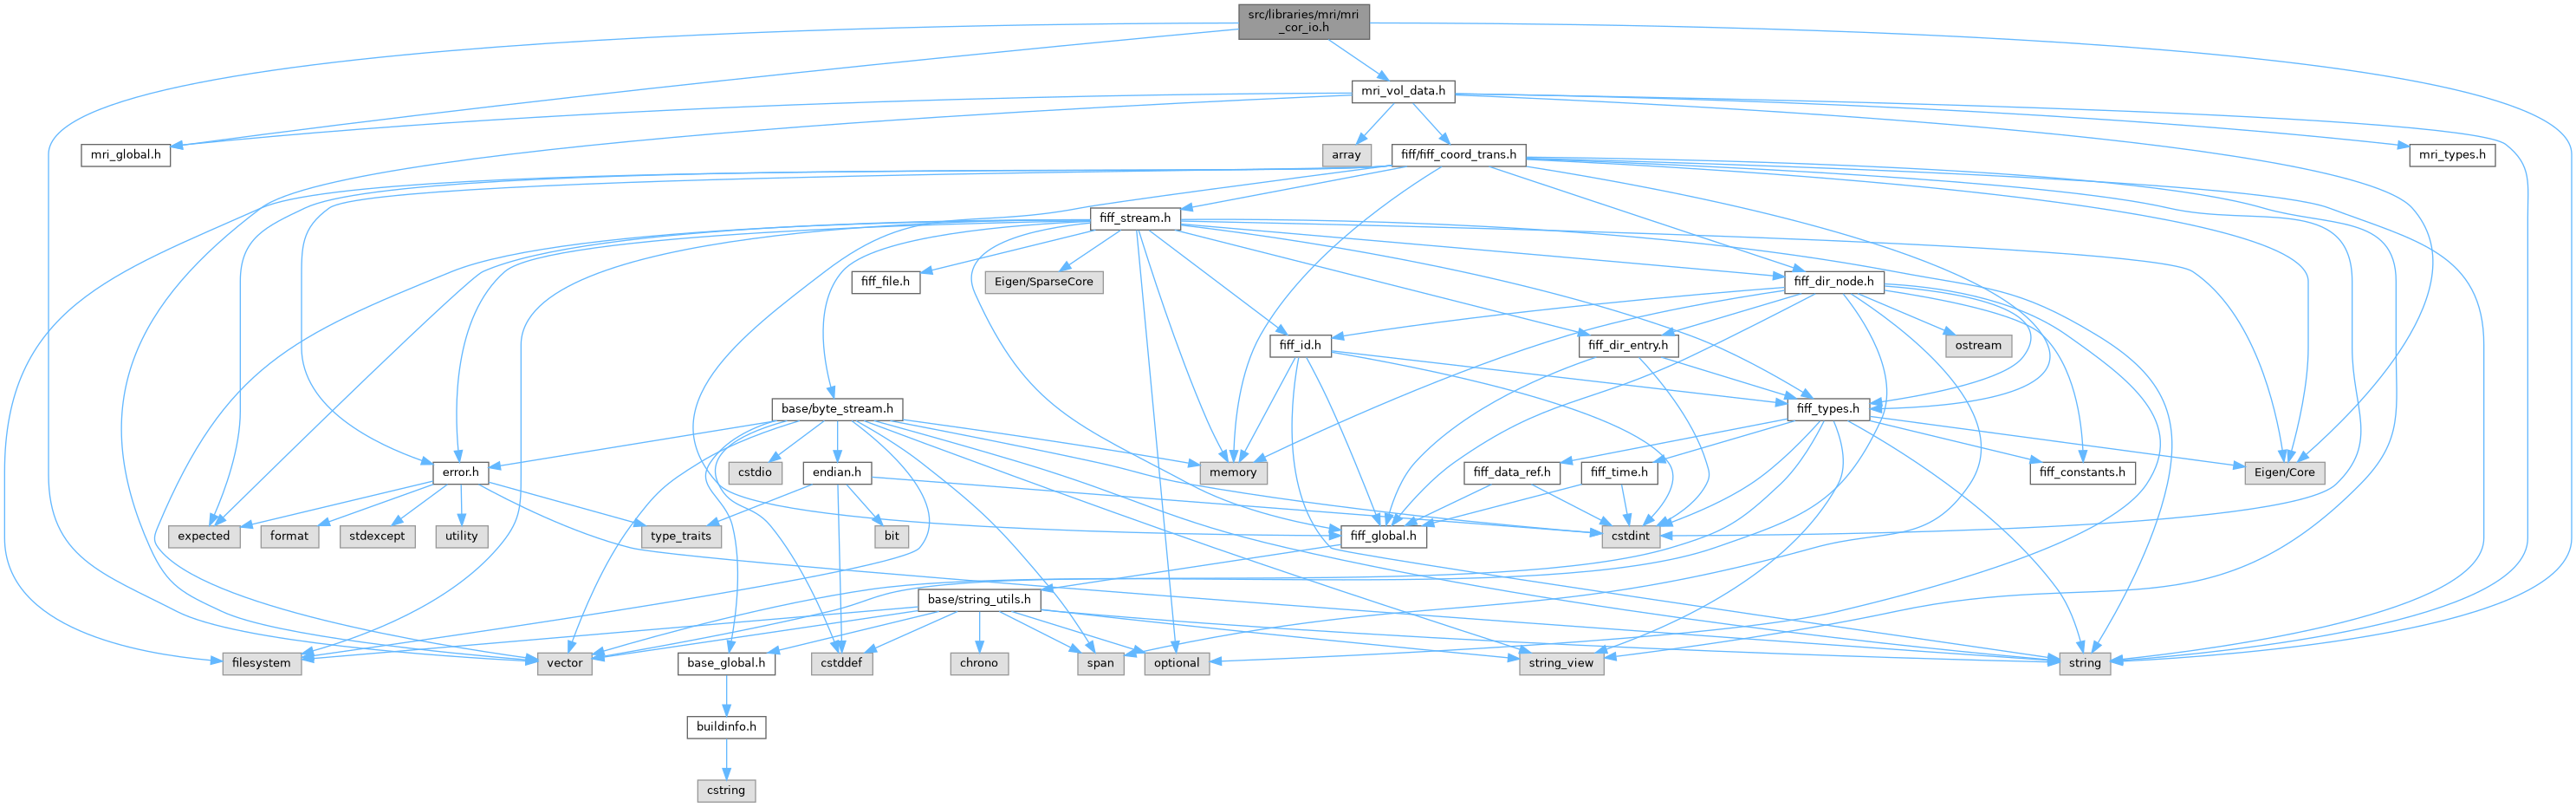 src/libraries/mri/mri
_cor_io.h
mri_vol_data.h
mri_global.h
array
fiff/fiff_coord_trans.h
mri_types.h
fiff_stream.h
fiff_file.h
Eigen/SparseCore
fiff_dir_node.h
fiff_id.h
fiff_dir_entry.h
ostream
base/byte_stream.h
fiff_types.h
error.h
cstdio
endian.h
memory
fiff_data_ref.h
fiff_time.h
fiff_constants.h
Eigen/Core
expected
format
stdexcept
utility
type_traits
bit
fiff_global.h
cstdint
base/string_utils.h
filesystem
vector
base_global.h
cstddef
chrono
span
optional
string_view
string
buildinfo.h
cstring